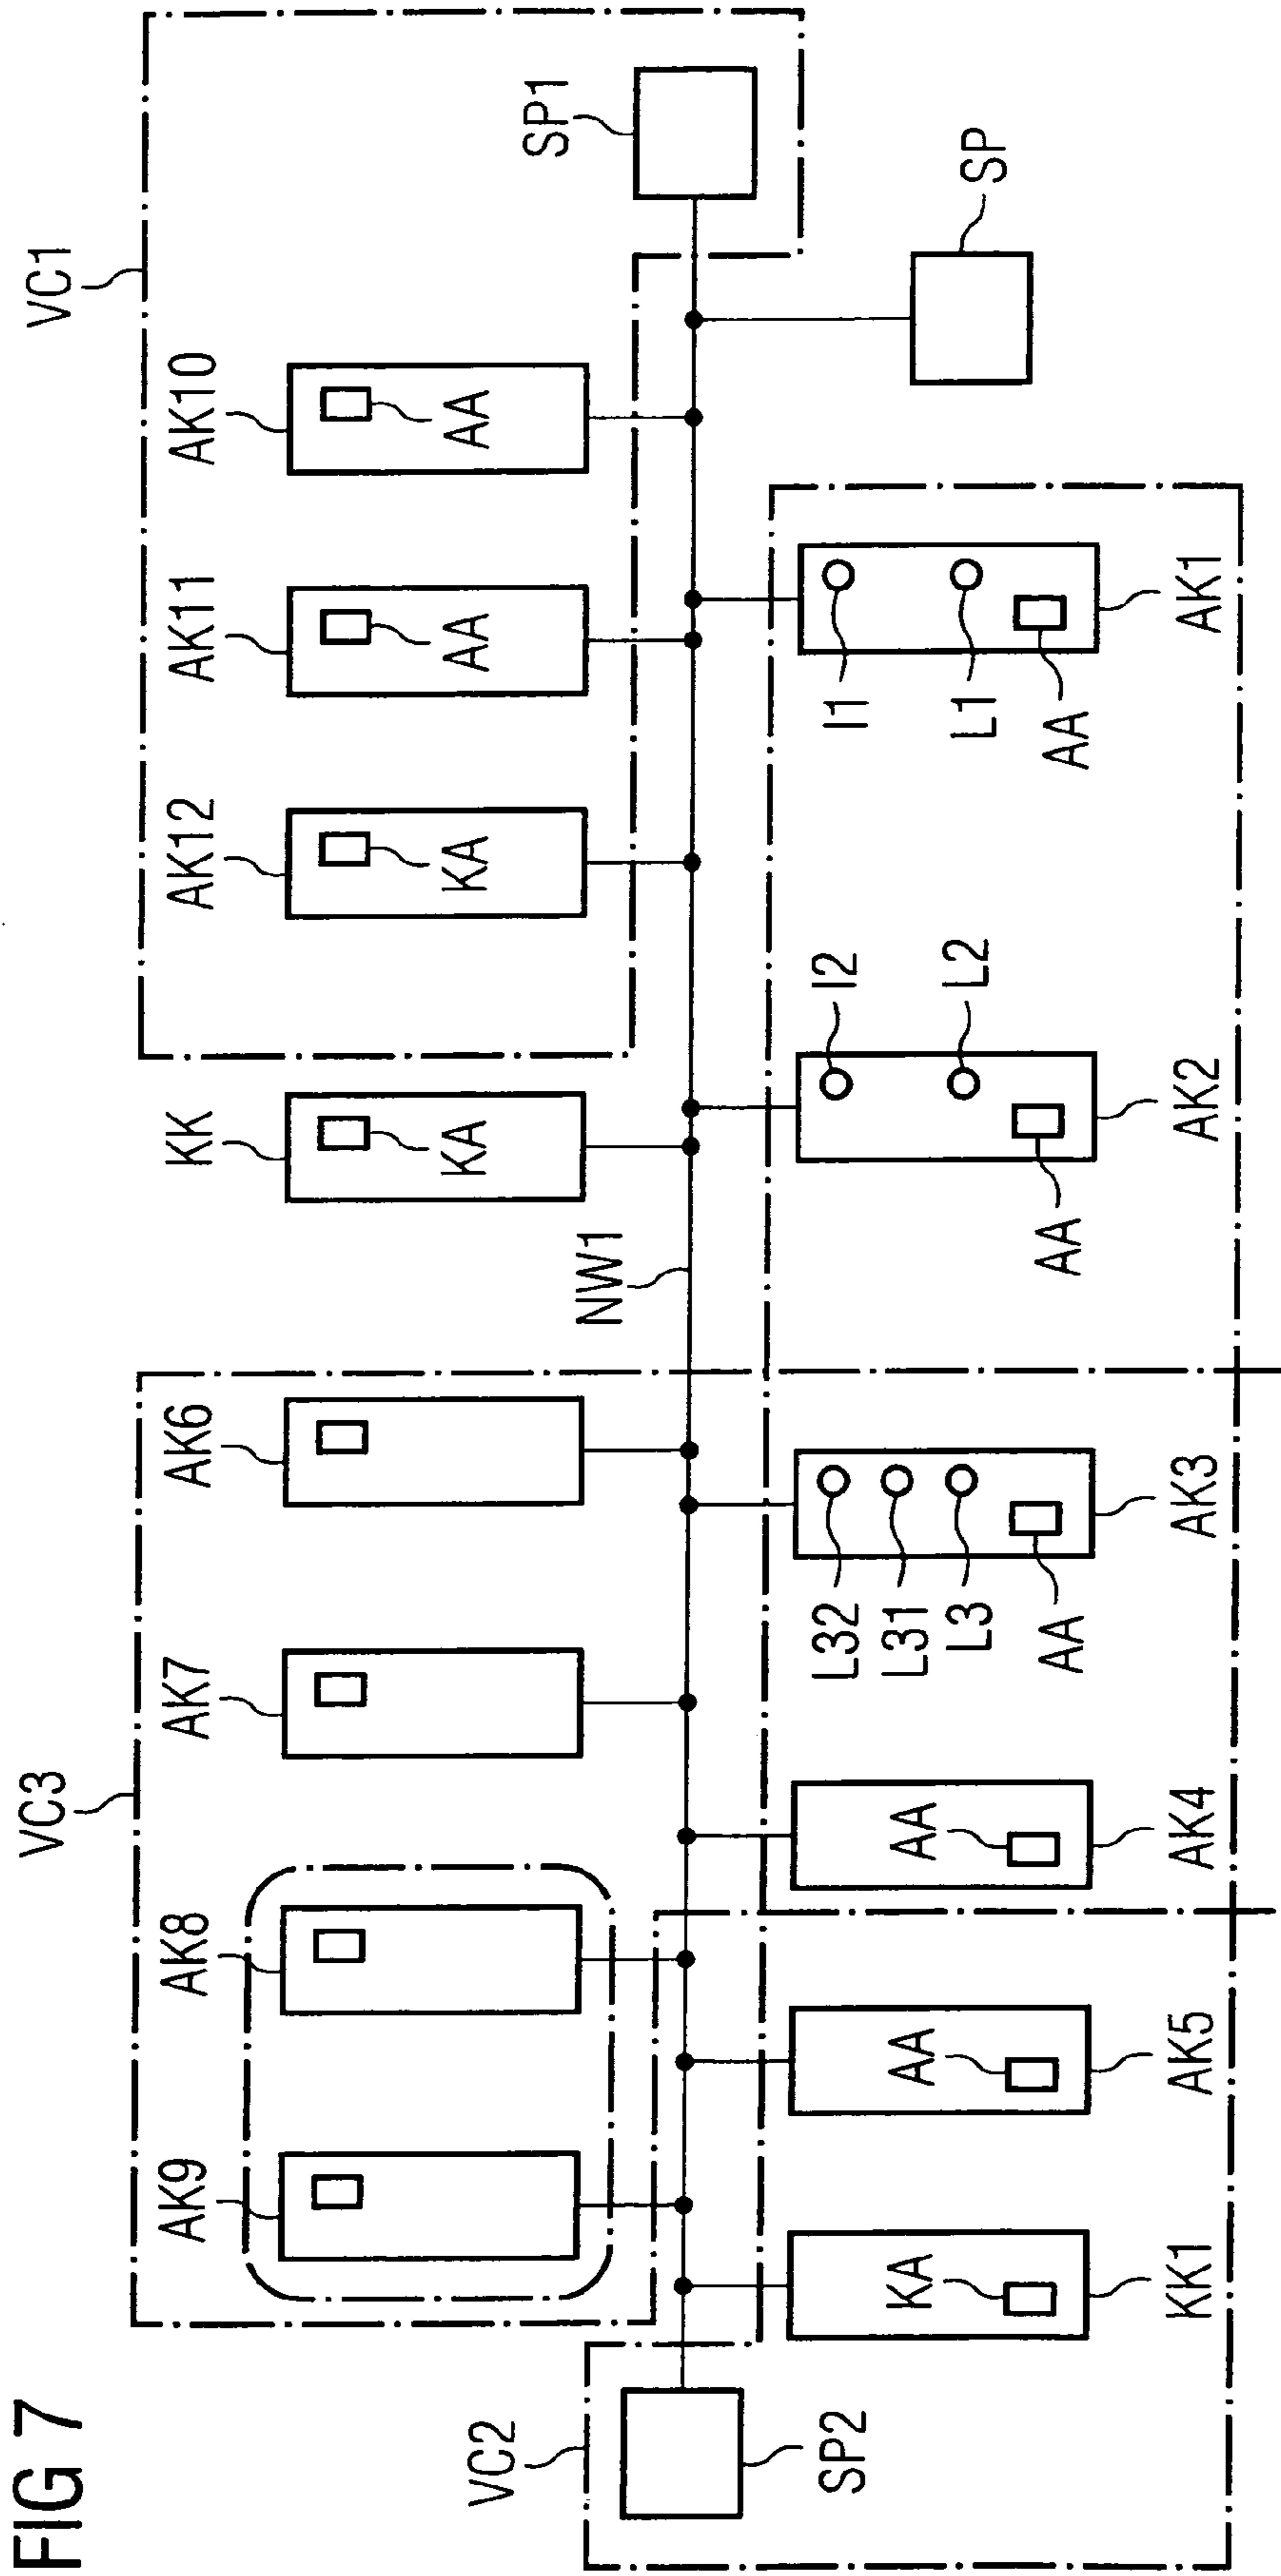 FIG 7
VC3
VC1
AK9
AK8
AK7
AK6
KK
AK12
AK11
AK10
KA
KA
AA
AA
SP1
VC2
NW1
SP2
SP
KA
AA
AA
L32
L31
L3
AA
I2
L2
AA
I1
L1
AA
KK1
AK5
AK4
AK3
AK2
AK1